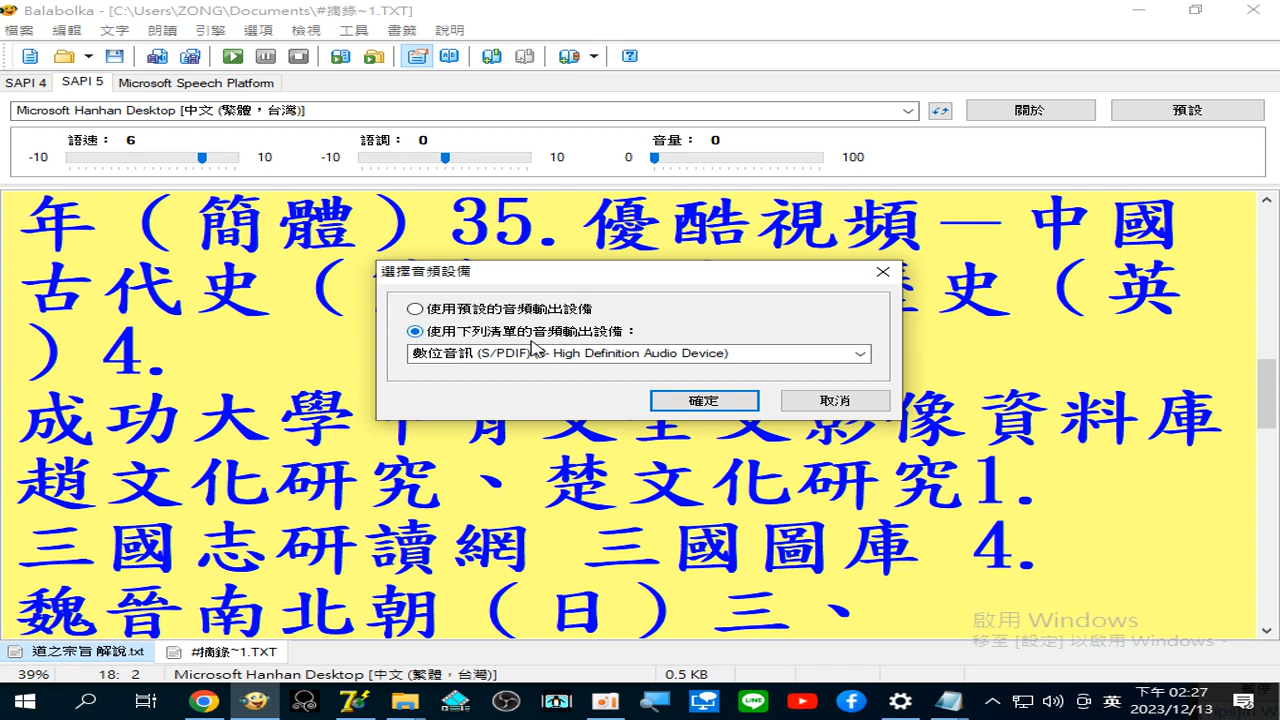 Balabolka - [C:\Users\ZONG\Documents\#摘錄~1.TXT]
檔案 編輯 文字 朗讀 引擎 選項 檢視 工具 書籤 說明
SAPI 4 SAPI 5 Microsoft Speech Platform
Microsoft Hanhan Desktop [中文 (繁體，台灣)] 關於 預設
語速： 6 語調： 0 音量： 0
-10 10 -10 10 0 100
年（簡體）35.優酷視頻－中國
古代史（ 史（英
選擇音頻設備
使用預設的音頻輸出設備
使用下列清單的音頻輸出設備：
數位音訊 (S/PDIF) - High Definition Audio Device)
確定 取消
）4.
成功大學 影像資料庫
趙文化研究、楚文化研究1.
三國志研讀網 三國圖庫 4.
魏晉南北朝（日）三、
啟用 Windows
移至 [設定] 以啟用 Windows。
道之宗旨 解說.txt #摘錄~1.TXT
39% 18: 2 Microsoft Hanhan Desktop [中文 (繁體，台灣)] 0.5 KB
英 下午 02:27
2023/12/13